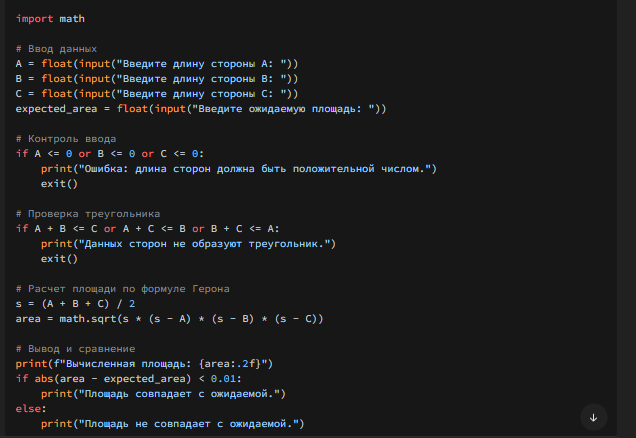 import math
# Ввод данных
A = float(input("Введите длину стороны A: "))
B = float(input("Введите длину стороны B: "))
C = float(input("Введите длину стороны C: "))
expected_area = float(input("Введите ожидаемую площадь: "))
# Контроль ввода
if A <= 0 or B <= 0 or C <= 0:
    print("Ошибка: длина сторон должна быть положительной числом.")
    exit()
# Проверка треугольника
if A + B <= C or A + C <= B or B + C <= A:
    print("Данных сторон не образуют треугольник.")
    exit()
# Расчет площади по формуле Герона
s = (A + B + C) / 2
area = math.sqrt(s * (s - A) * (s - B) * (s - C))
# Вывод и сравнение
print(f"Вычисленная площадь: {area:.2f}")
if abs(area - expected_area) < 0.01:
    print("Площадь совпадает с ожидаемой.")
else:
    print("Площадь не совпадает с ожидаемой.")